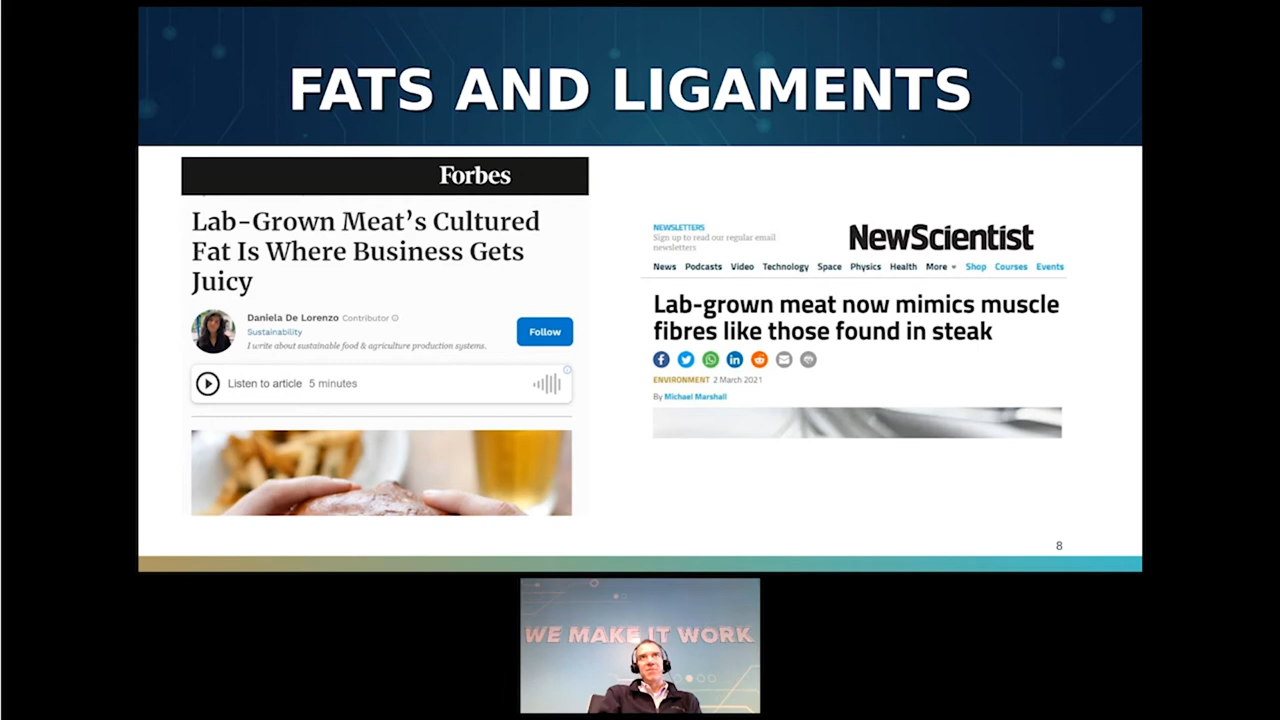 FATS AND LIGAMENTS
Forbes
Lab-Grown Meat's Cultured
Fat Is Where Business Gets
Juicy
Daniela De Lorenzo Contributor
Sustainability
I write about sustainable food & agriculture production systems.
Follow
Listen to article 5 minutes
NEWSLETTERS
Sign up to read our regular email
newsletters
NewScientist
News Podcasts Video Technology Space Physics Health More Shop Courses Events
Lab-grown meat now mimics muscle
fibres like those found in steak
ENVIRONMENT 2 March 2021
By Michael Marshall
8
WE MAKE IT WORK